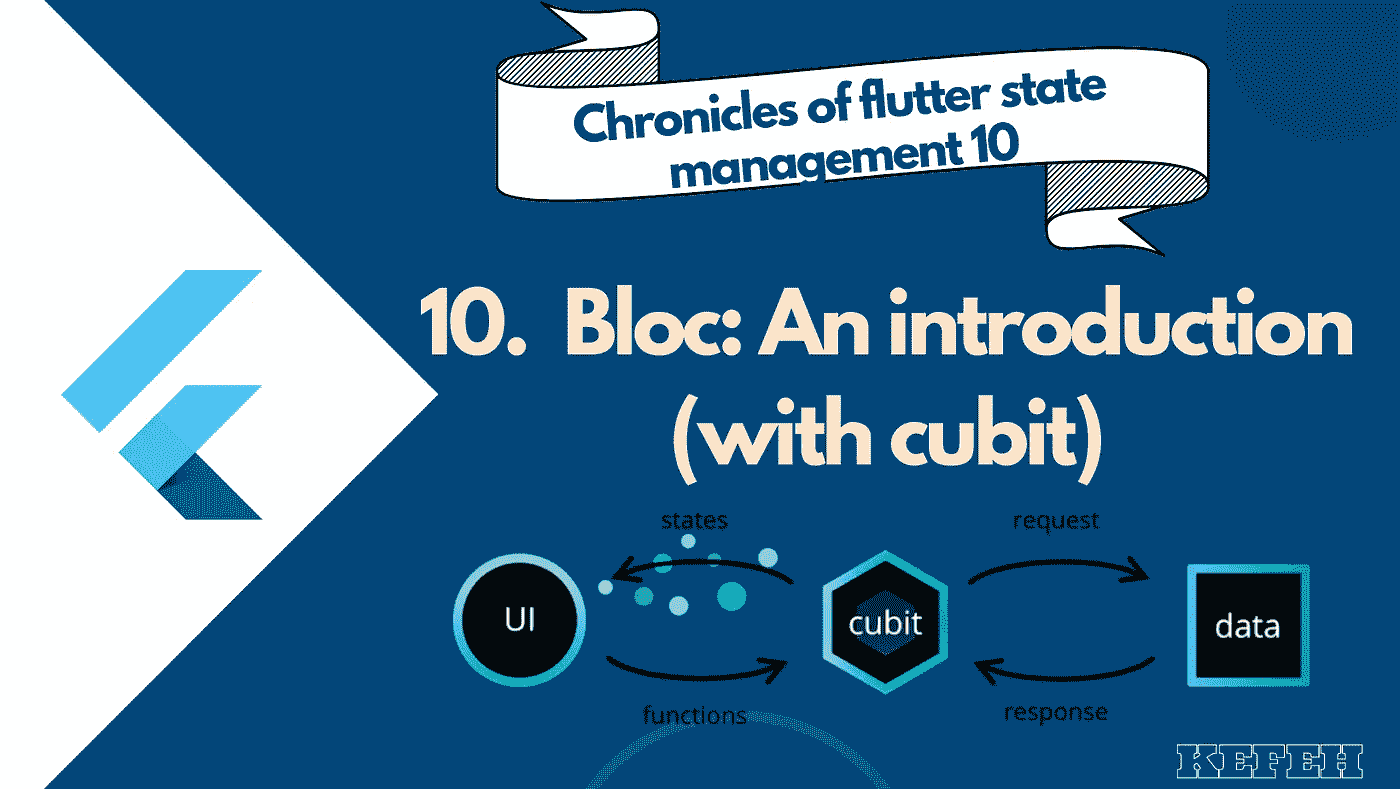 Chronicles of flutter state
management 10
10. Bloc: An introduction
(with cubit)
states
request
UI
cubit
data
functions
response
KEFEH